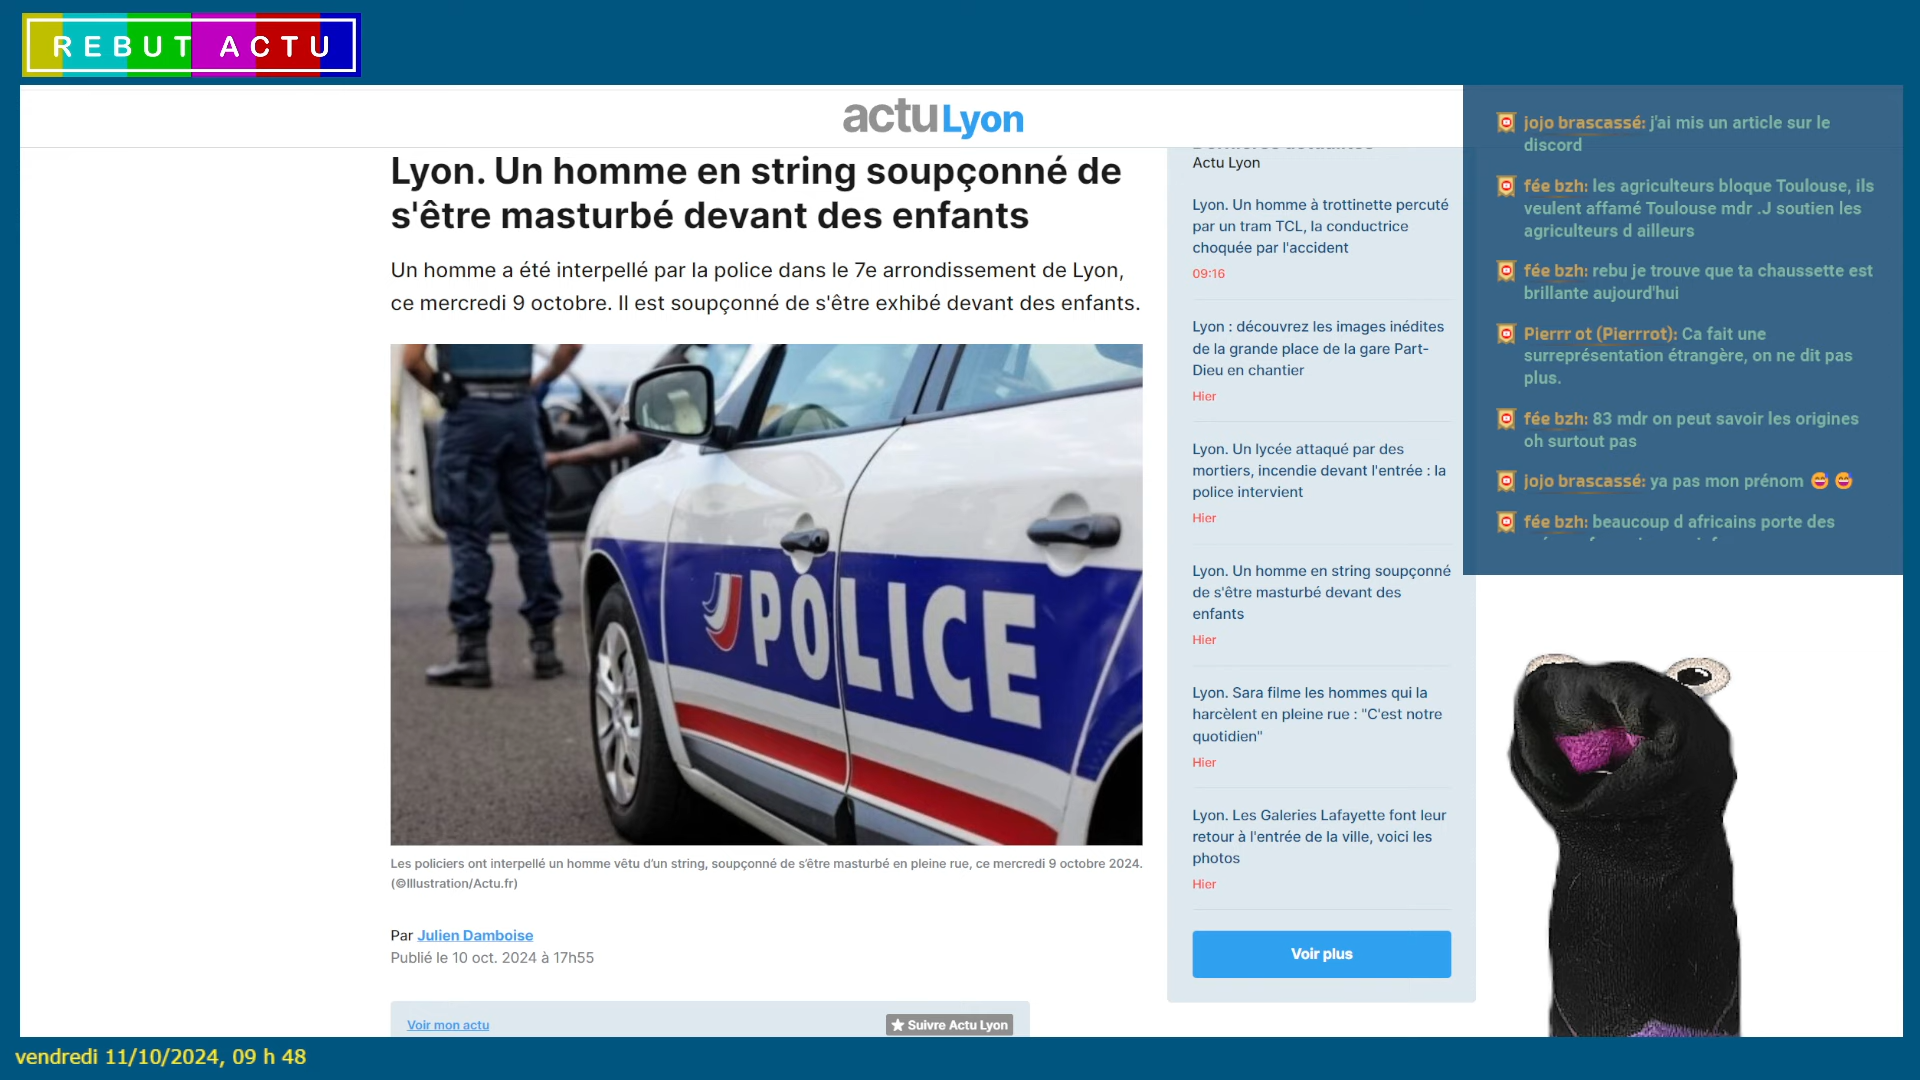 REBUT ACTU
actu Lyon
Lyon. Un homme en string soupçonné de
s'être masturbé devant des enfants
Un homme a été interpellé par la police dans le 7e arrondissement de Lyon,
ce mercredi 9 octobre. Il est soupçonné de s'être exhibé devant des enfants.
POLICE
Les policiers ont interpellé un homme vêtu d'un string, soupçonné de s'être masturbé en pleine rue, ce mercredi 9 octobre 2024.
(©Illustration/Actu.fr)
Par Julien Damboise
Publié le 10 oct. 2024 à 17h55
Voir mon actu
Suivre Actu Lyon
Actu Lyon
Lyon. Un homme à trottinette percuté
par un tram TCL, la conductrice
choquée par l'accident
09:16
Lyon : découvrez les images inédites
de la grande place de la gare Part-
Dieu en chantier
Hier
Lyon. Un lycée attaqué par des
mortiers, incendie devant l'entrée : la
police intervient
Hier
Lyon. Un homme en string soupçonné
de s'être masturbé devant des
enfants
Hier
Lyon. Sara filme les hommes qui la
harcèlent en pleine rue : "C'est notre
quotidien"
Hier
Lyon. Les Galeries Lafayette font leur
retour à l'entrée de la ville, voici les
photos
Hier
Voir plus
jojo brascassé: j'ai mis un article sur le
discord
fée bzh: les agriculteurs bloque Toulouse, ils
veulent affamé Toulouse mdr .J soutien les
agriculteurs d ailleurs
fée bzh: rebu je trouve que ta chaussette est
brillante aujourd'hui
Pierrr ot (Pierrrot): Ca fait une
surreprésentation étrangère, on ne dit pas
plus.
fée bzh: 83 mdr on peut savoir les origines
oh surtout pas
jojo brascassé: ya pas mon prénom 😅 😅
fée bzh: beaucoup d africains porte des
vendredi 11/10/2024, 09 h 48